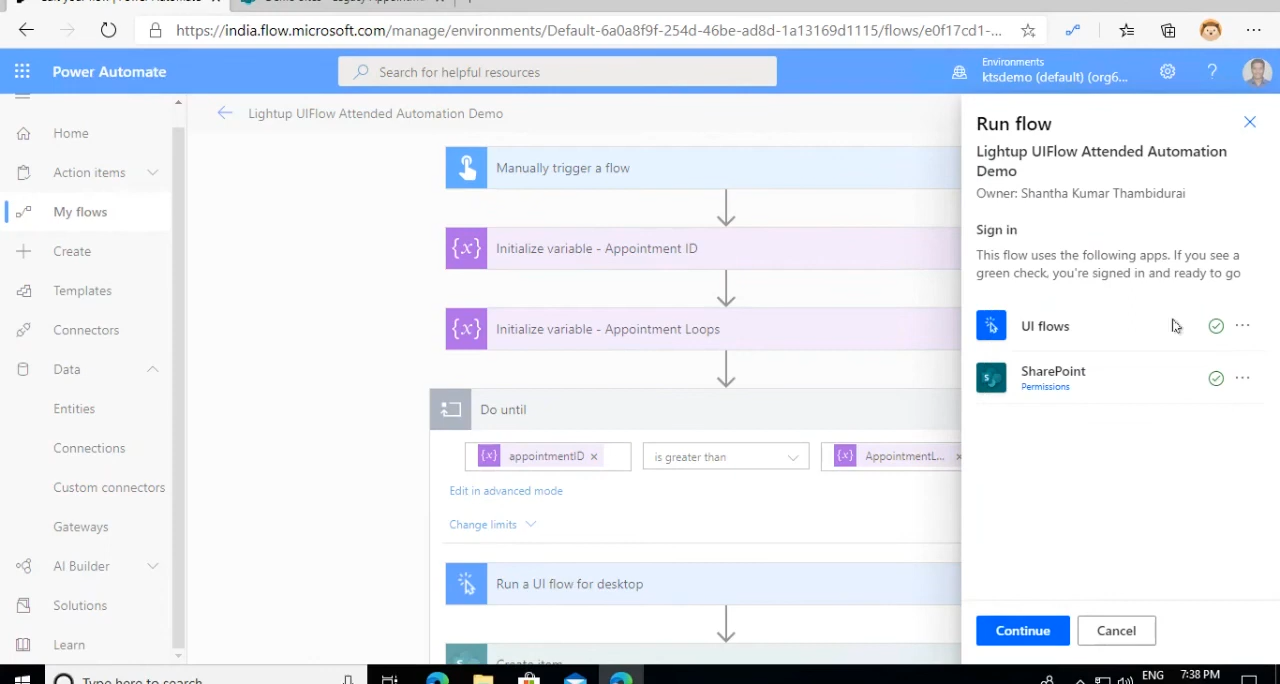 https://india.flow.microsoft.com/manage/environments/Default-6a0a8f9f-254d-46be-ad8d-1a13169d1115/flows/e0f17cd1-...
Power Automate
Search for helpful resources
Environments
ktsdemo (default) (org6...
Home
Action items
My flows
Create
Templates
Connectors
Data
Entities
Connections
Custom connectors
Gateways
AI Builder
Solutions
Learn
Lightup UIFlow Attended Automation Demo
Manually trigger a flow
{x} Initialize variable - Appointment ID
{x} Initialize variable - Appointment Loops
Do until
{x} appointmentID ×
is greater than
{x} AppointmentL... ×
Edit in advanced mode
Change limits
Run a UI flow for desktop
Create item
Run flow
Lightup UIFlow Attended Automation
Demo
Owner: Shantha Kumar Thambidurai
Sign in
This flow uses the following apps. If you see a
green check, you're signed in and ready to go
UI flows
SharePoint
Permissions
Continue
Cancel
Type here to search
ENG
7:38 PM